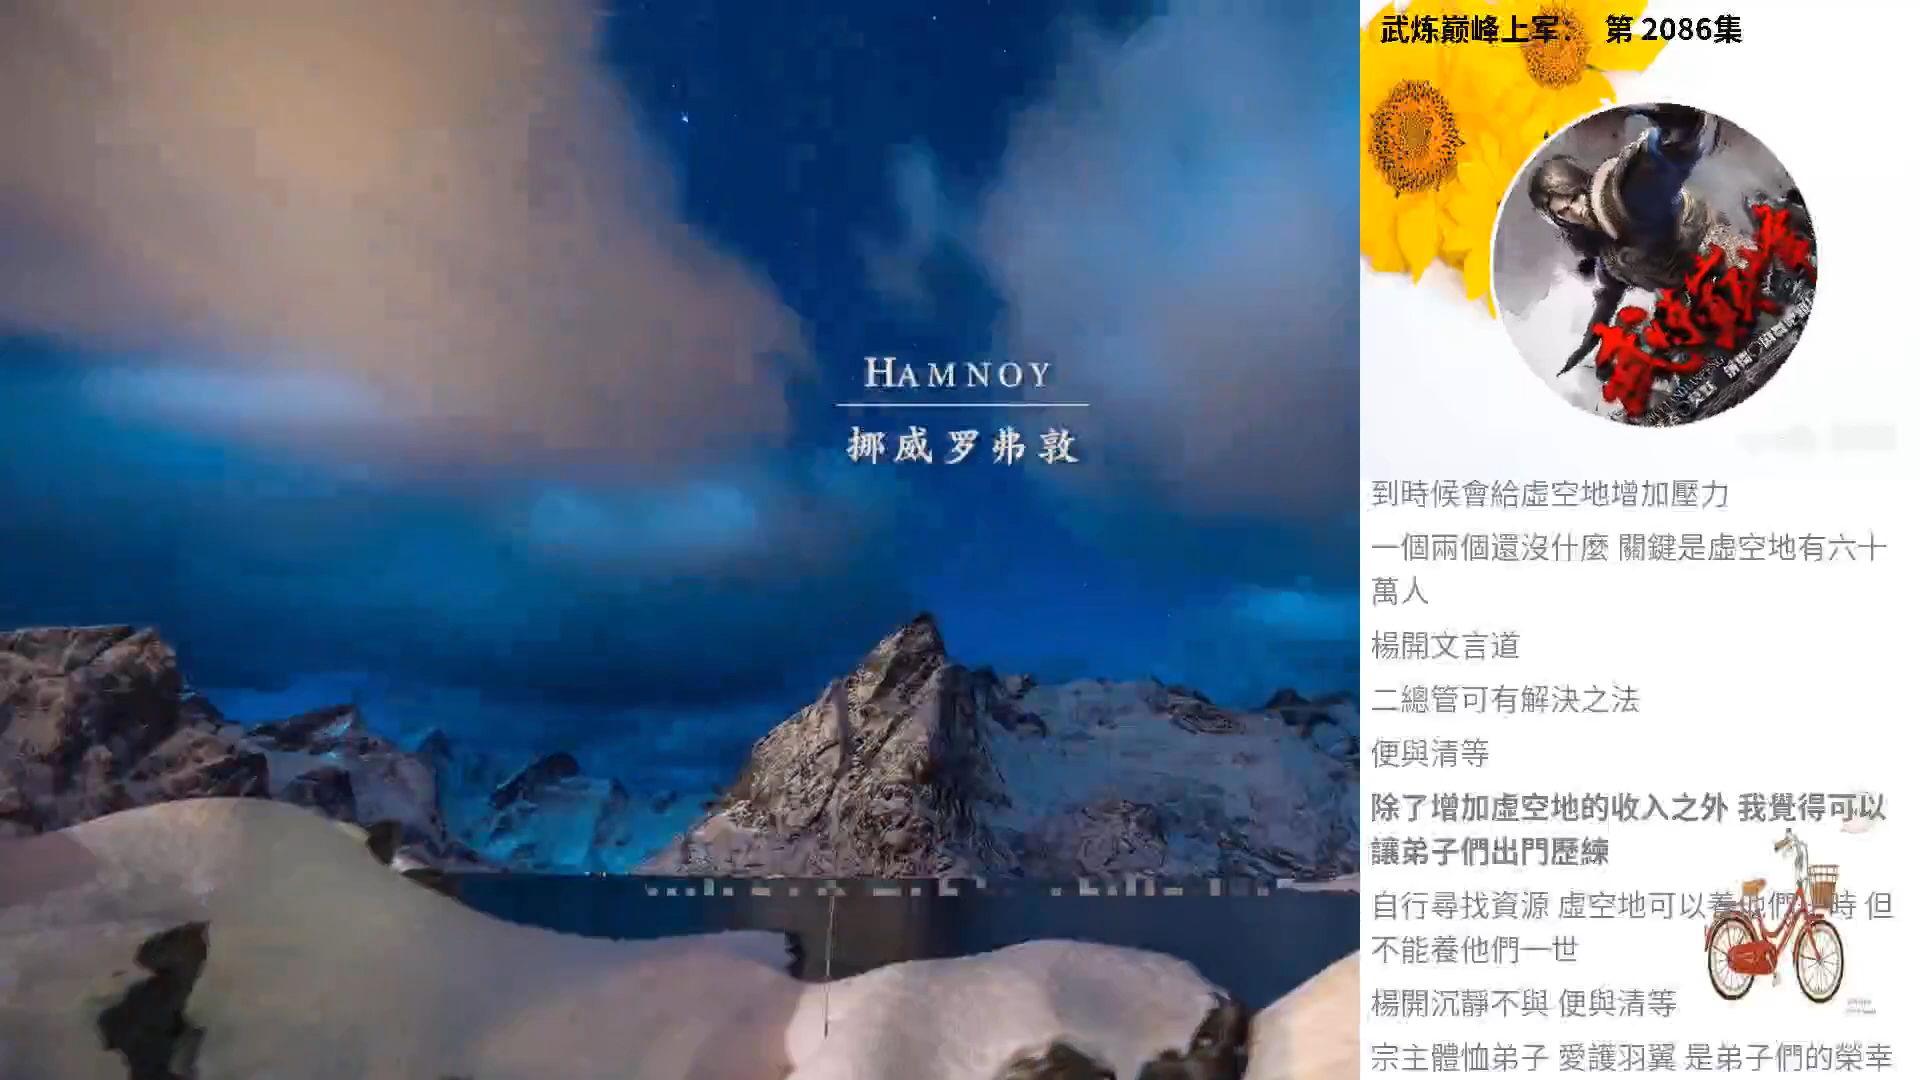 HAMNOY
挪威罗弗敦
武炼巅峰上军： 第 2086集
到時候會給虛空地增加壓力
一個兩個還沒什麼 關鍵是虛空地有六十
萬人
楊開文言道
二總管可有解決之法
便與清等
除了增加虛空地的收入之外 我覺得可以
讓弟子們出門歷練
自行尋找資源 虛空地可以養他們一時 但
不能養他們一世
楊開沉靜不與 便與清等
宗主體恤弟子 愛護羽翼 是弟子們的榮幸